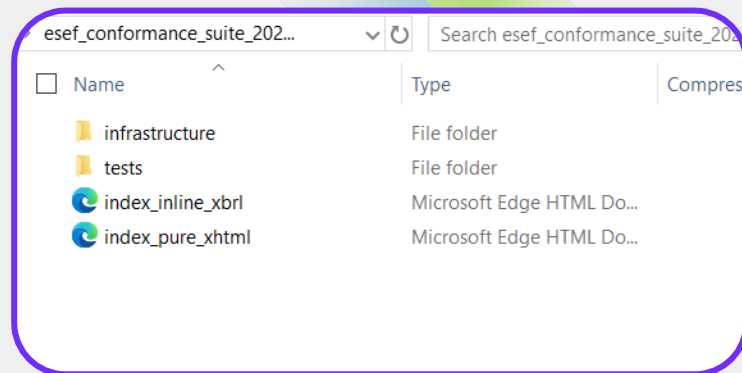 esef_conformance_suite_202...
Search esef_conformance_suite_202
Name Type Compres
infrastructure File folder
tests File folder
index_inline_xbrl Microsoft Edge HTML Do...
index_pure_xhtml Microsoft Edge HTML Do...